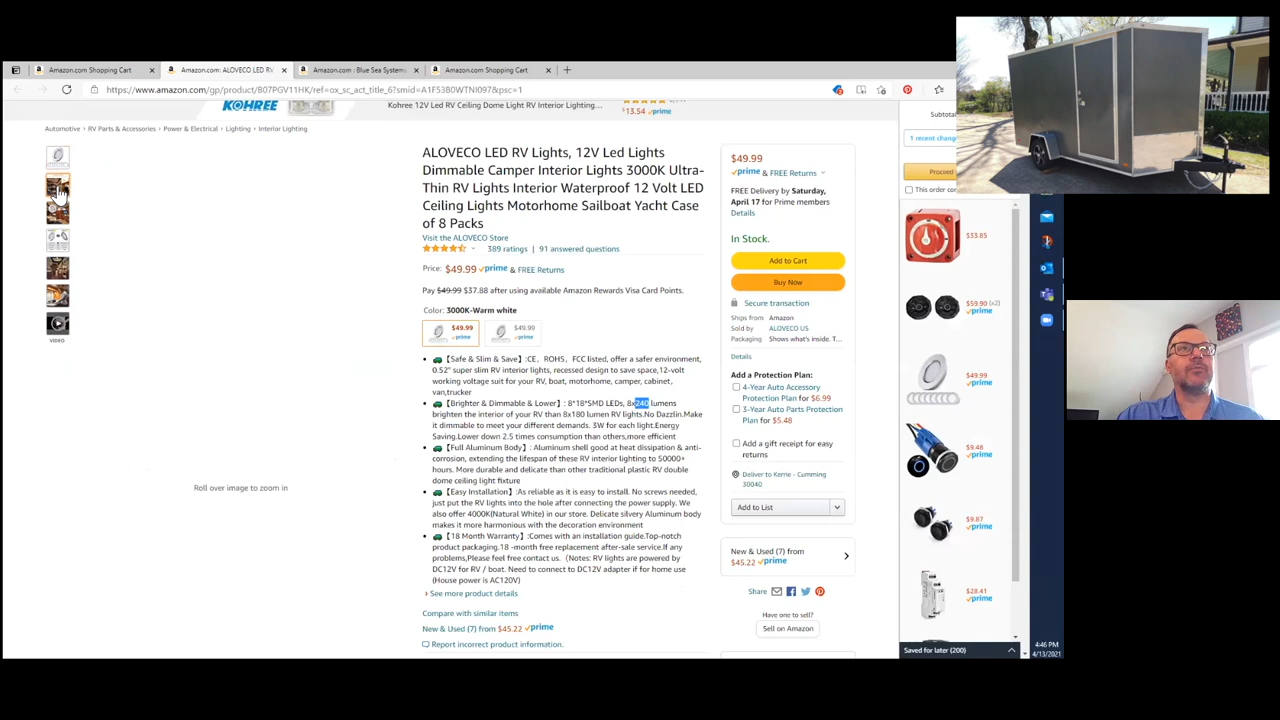 Amazon.com Shopping Cart
Amazon.com: ALOVECO LED RV
Amazon.com : Blue Sea Systems
Amazon.com Shopping Cart
https://www.amazon.com/gp/product/B07PGV11HK/ref=ox_sc_act_title_6?smid=A1F53B0WTNI097&psc=1
KOHREE
Kohree 12V Led RV Ceiling Dome Light RV Interior Lighting...
$13.54 prime
Automotive › RV Parts & Accessories › Power & Electrical › Lighting › Interior Lighting
VIDEO
Roll over image to zoom in
ALOVECO LED RV Lights, 12V Led Lights
Dimmable Camper Interior Lights 3000K Ultra-
Thin RV Lights Interior Waterproof 12 Volt LED
Ceiling Lights Motorhome Sailboat Yacht Case
of 8 Packs
Visit the ALOVECO Store
389 ratings | 91 answered questions
Price: $49.99 prime & FREE Returns
Pay $49.99 $37.88 after using available Amazon Rewards Visa Card Points.
Color: 3000K-Warm white
$49.99
prime
$49.99
prime
【Safe & Slim & Save】:CE、ROHS、FCC listed, offer a safer environment,
0.52" super slim RV interior lights, recessed design to save space,12-volt
working voltage suit for your RV, boat, motorhome, camper, cabinet,
van,trucker
【Brighter & Dimmable & Lower】: 8*18*SMD LEDs, 8x240 lumens
brighten the interior of your RV than 8x180 lumen RV lights.No Dazzlin.Make
it dimmable to meet your different demands. 3W for each light.Energy
Saving.Lower down 2.5 times consumption than others,more efficient
【Full Aluminum Body】: Aluminum shell good at heat dissipation & anti-
corrosion, extending the lifespan of these RV interior lighting to 50000+
hours. More durable and delicate than other traditional plastic RV double
dome ceiling light fixture
【Easy Installation】:As reliable as it is easy to install. No screws needed,
just put the RV lights into the hole after connecting the power supply. We
also offer 4000K(Natural White) in our store. Delicate silvery Aluminum body
makes it more harmonious with the decoration environment
【18 Month Warranty】:Comes with an installation guide.Top-notch
product packaging.18 -month free replacement after-sale service.If any
problems,Please feel free contact us.（Notes: RV lights are powered by
DC12V for RV / boat. Need to connect to DC12V adapter if for home use
(House power is AC120V)
› See more product details
Compare with similar items
New & Used (7) from $45.22 prime
Report incorrect product information.
$49.99
prime & FREE Returns
FREE Delivery by Saturday,
April 17 for Prime members
Details
In Stock.
Add to Cart
Buy Now
Secure transaction
Ships from Amazon
Sold by ALOVECO US
Packaging Shows what's inside. T...
Details
Add a Protection Plan:
4-Year Auto Accessory
Protection Plan for $6.99
3-Year Auto Parts Protection
Plan for $5.48
Add a gift receipt for easy
returns
Deliver to Kerrie - Cumming
30040
Add to List
New & Used (7) from
$45.22 prime
Share
Have one to sell?
Sell on Amazon
Subtotal
1 recent chang
Proceed
This order con
$33.85
$59.90 (x2)
prime
$49.99
prime
$9.48
prime
$9.87
prime
$28.41
prime
Saved for later (200)
4:46 PM
4/13/2021